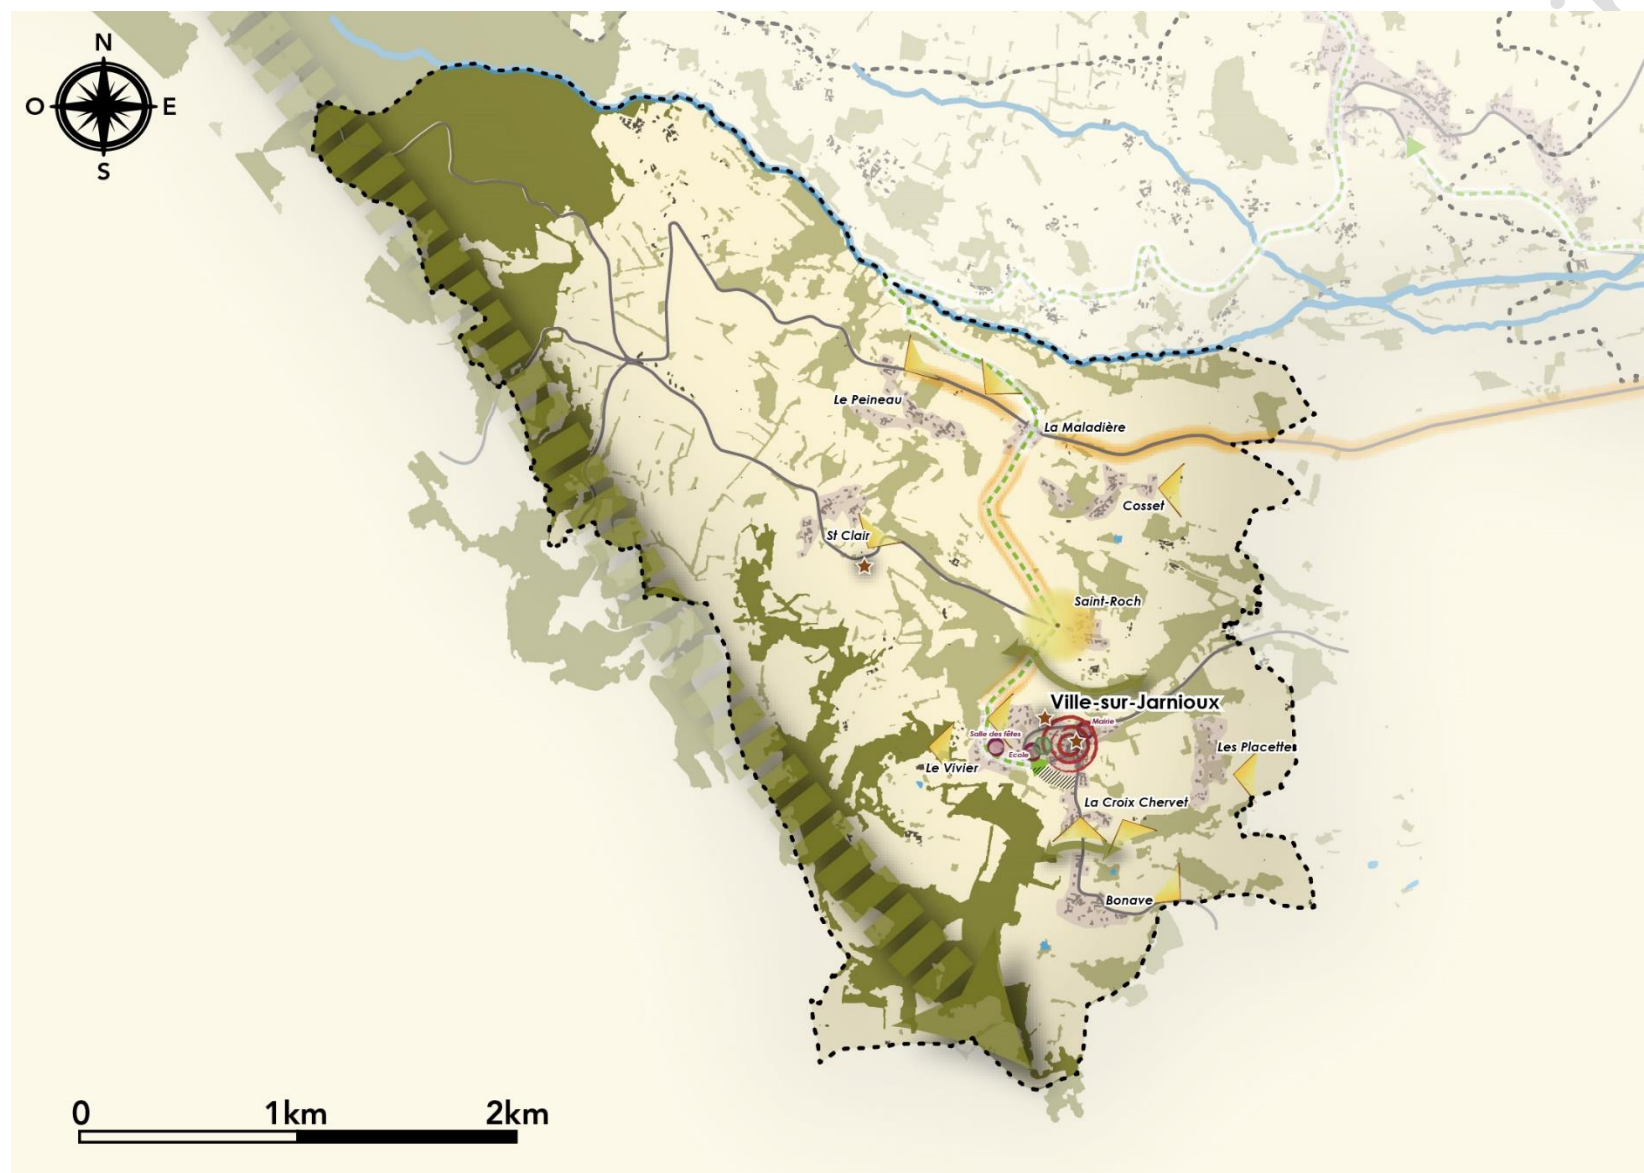 N
O E
S
Le Peineau
La Maladière
Cosset
St Clair
Saint-Roch
Ville-sur-Jarnioux
Mairie
Salle des fêtes
Ecole
Les Placettes
Le Vivier
La Croix Chervet
Bonave
0 1km 2km